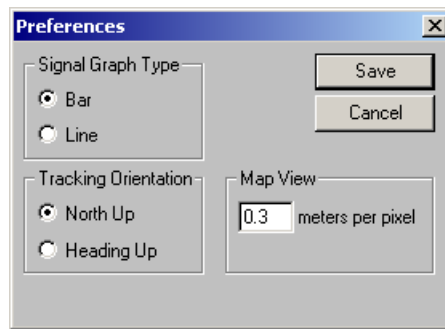 Preferences
Signal Graph Type
Bar
Line
Save
Cancel
Tracking Orientation
North Up
Heading Up
Map View
0.3 meters per pixel